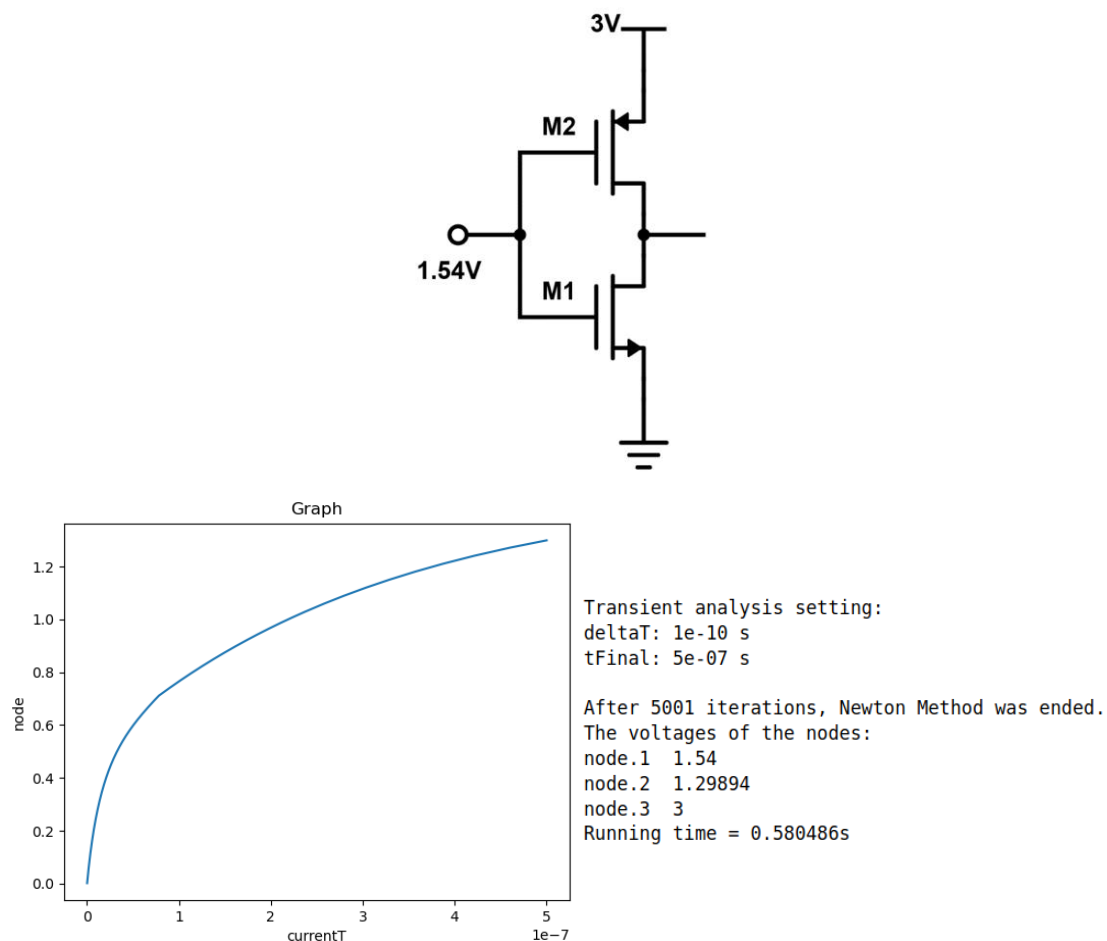 3V
M2
1.54V
M1
Graph
node
1.2
1.0
0.8
0.6
0.4
0.2
0.0
0 1 2 3 4 5
1e−7
currentT
Transient analysis setting:
deltaT: 1e-10 s
tFinal: 5e-07 s
After 5001 iterations, Newton Method was ended.
The voltages of the nodes:
node.1 1.54
node.2 1.29894
node.3 3
Running time = 0.580486s